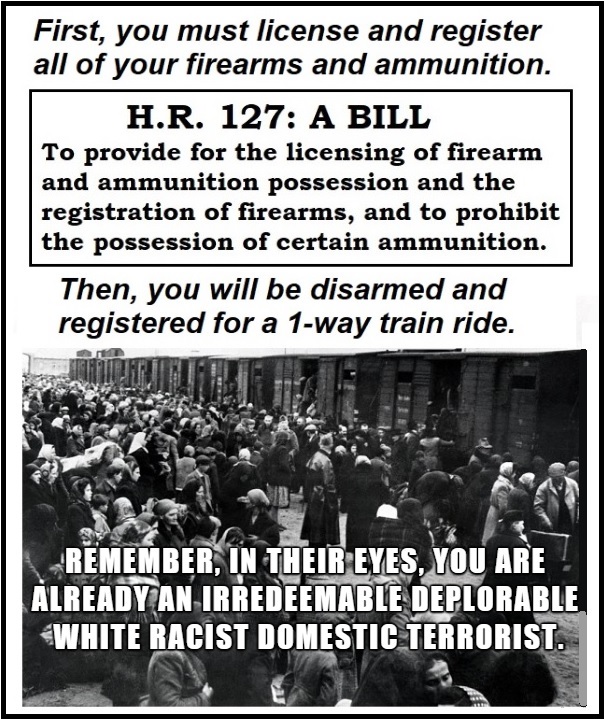 First, you must license and register
all of your firearms and ammunition.
H.R. 127: A BILL
To provide for the licensing of firearm
and ammunition possession and the
registration of firearms, and to prohibit
the possession of certain ammunition.
Then, you will be disarmed and
registered for a 1-way train ride.
REMEMBER, IN THEIR EYES, YOU ARE
ALREADY AN IRREDEEMABLE DEPLORABLE
WHITE RACIST DOMESTIC TERRORIST.